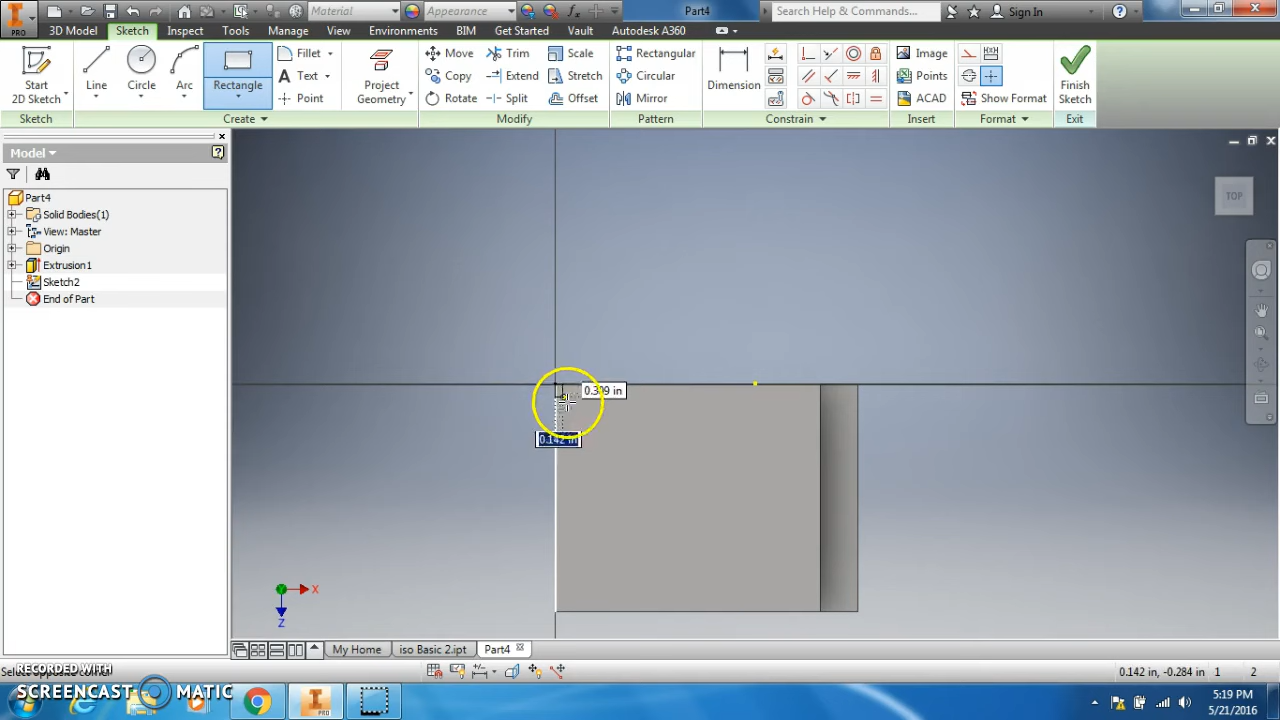 Material
Appearance
Part4
Search Help & Commands...
Sign In
PRO
3D Model Sketch Inspect Tools Manage View Environments BIM Get Started Vault Autodesk A360
Start 2D Sketch
Line
Circle
Arc
Rectangle
Fillet
Text
Point
Project Geometry
Move
Copy
Rotate
Trim
Extend
Split
Scale
Stretch
Offset
Rectangular
Circular
Mirror
Dimension
Image
Points
ACAD
Show Format
Finish Sketch
Sketch
Create
Modify
Pattern
Constrain
Insert
Format
Exit
Model
Part4
Solid Bodies(1)
View: Master
Origin
Extrusion1
Sketch2
End of Part
TOP
0.142 in
X
Z
My Home
iso Basic 2.ipt
Part4
RECORDED WITH
Select opposite corner
0.142 in, -0.284 in 1 2
SCREENCAST MATIC
PRO
5:19 PM
5/21/2016